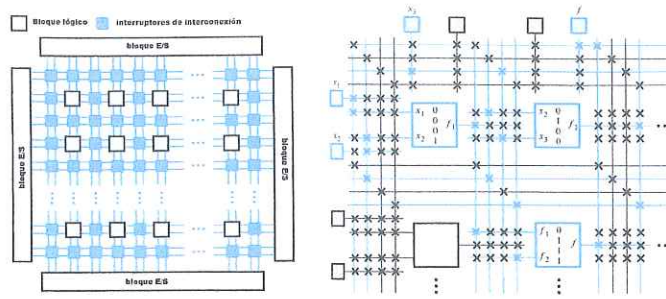 Bloque lógico
interruptores de interconexión
bloque E/S
bloque E/S
bloque E/S
bloque E/S
...
...
...
x₃
f
x₁
x₂
x₁ 0
0
0
x₂ 1
f₁
x₂ 0
1
0
x₃ 0
f₂
f₁ 0
1
1
f₂ 1
f